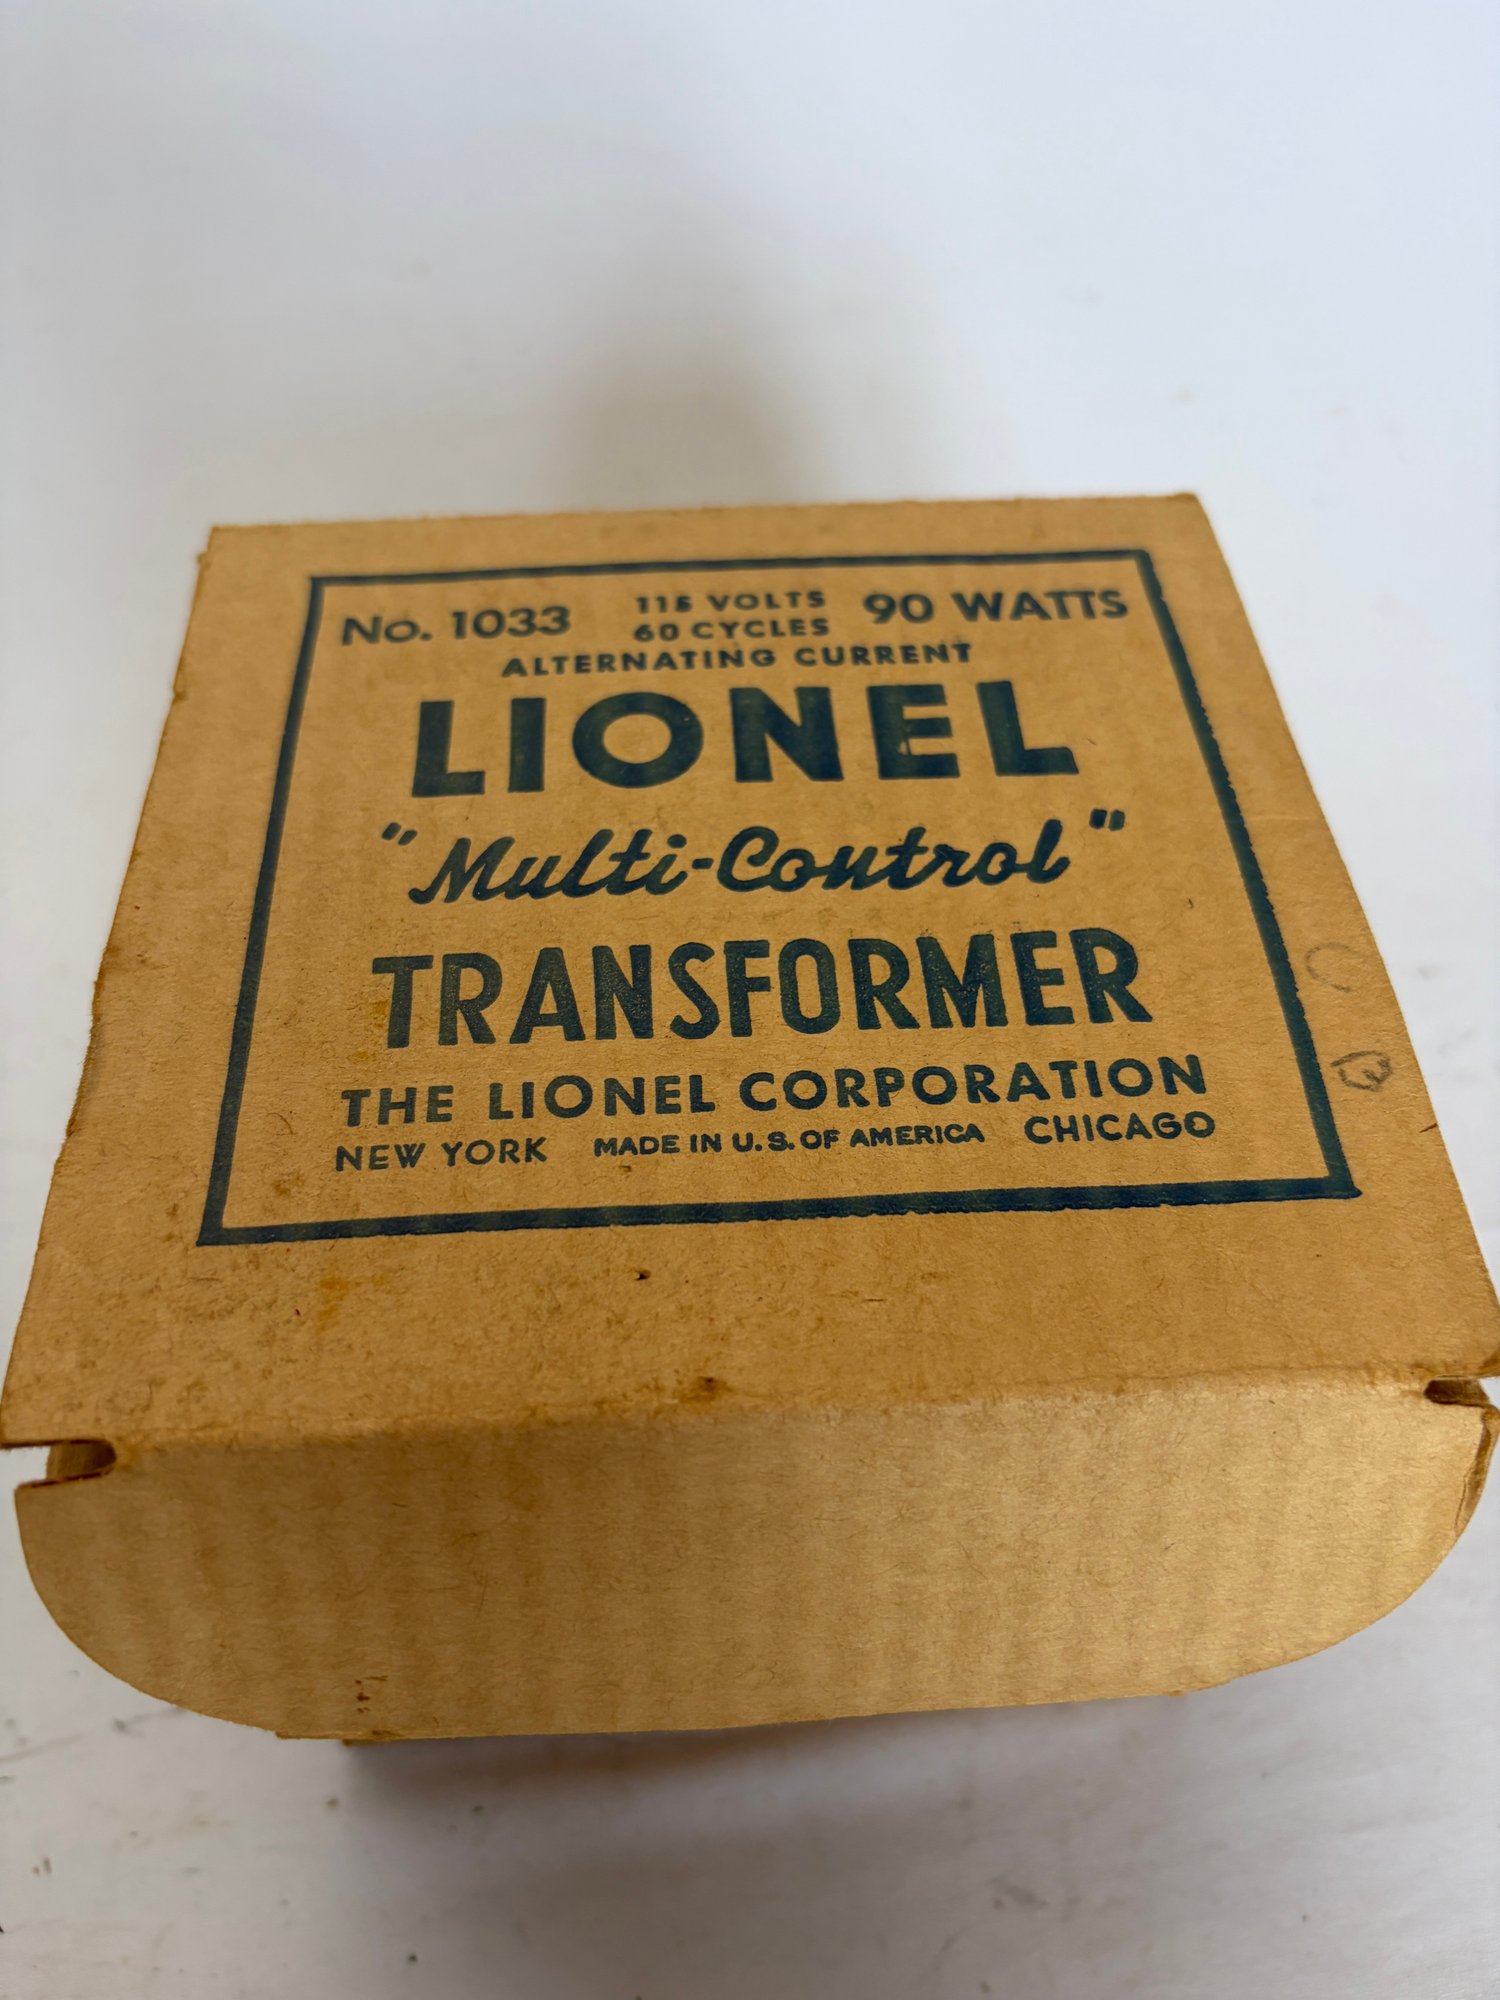 No. 1033 115 VOLTS 90 WATTS
60 CYCLES
ALTERNATING CURRENT
LIONEL
"Multi-Control"
TRANSFORMER
THE LIONEL CORPORATION
NEW YORK MADE IN U. S. OF AMERICA CHICAGO